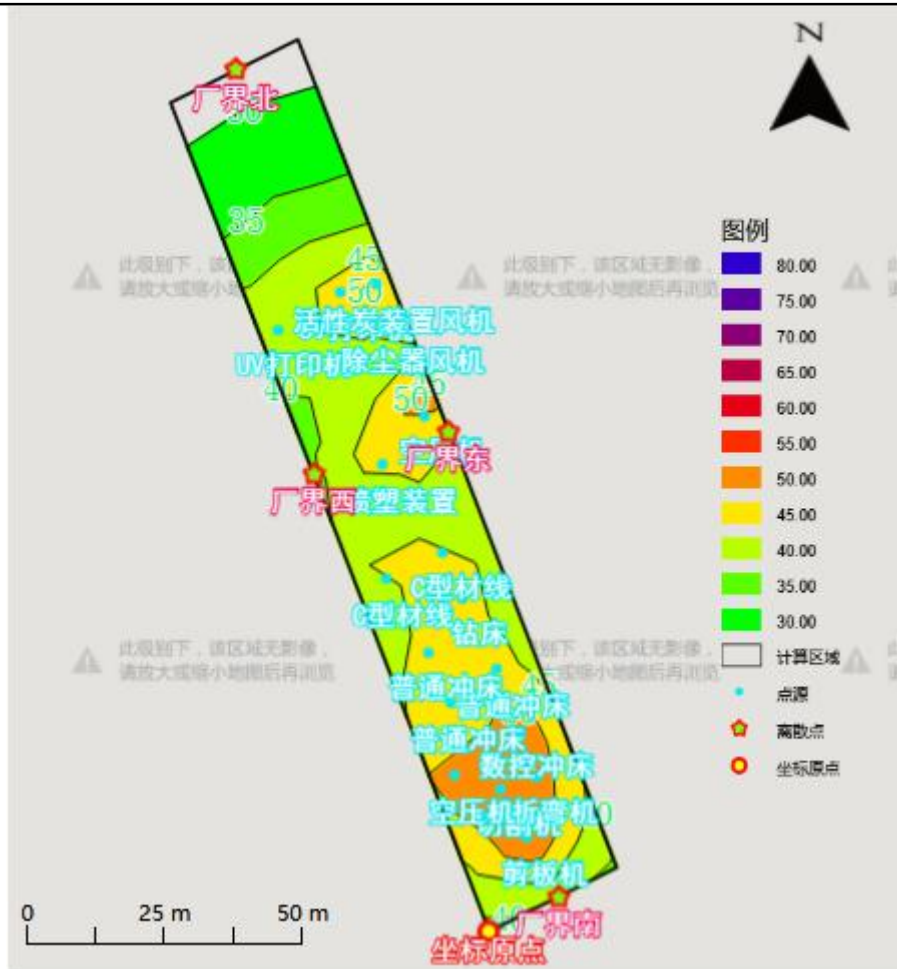 N
厂界北
30
35
45
50
此级别下，该区域无影像，
请放大或缩小地图后再浏览
活性炭装置风机
UV打印机
除尘器风机
40
50
厂界东
厂界西
喷塑装置
C型材线
C型材线
钻床
此级别下，该区域无影像，
请放大或缩小地图后再浏览
普通冲床
普通冲床
普通冲床
数控冲床
空压机
折弯机
切割机
剪板机
40
厂界南
坐标原点
0
25 m
50 m
图例
80.00
75.00
70.00
65.00
60.00
55.00
50.00
45.00
40.00
35.00
30.00
计算区域
点源
离散点
坐标原点